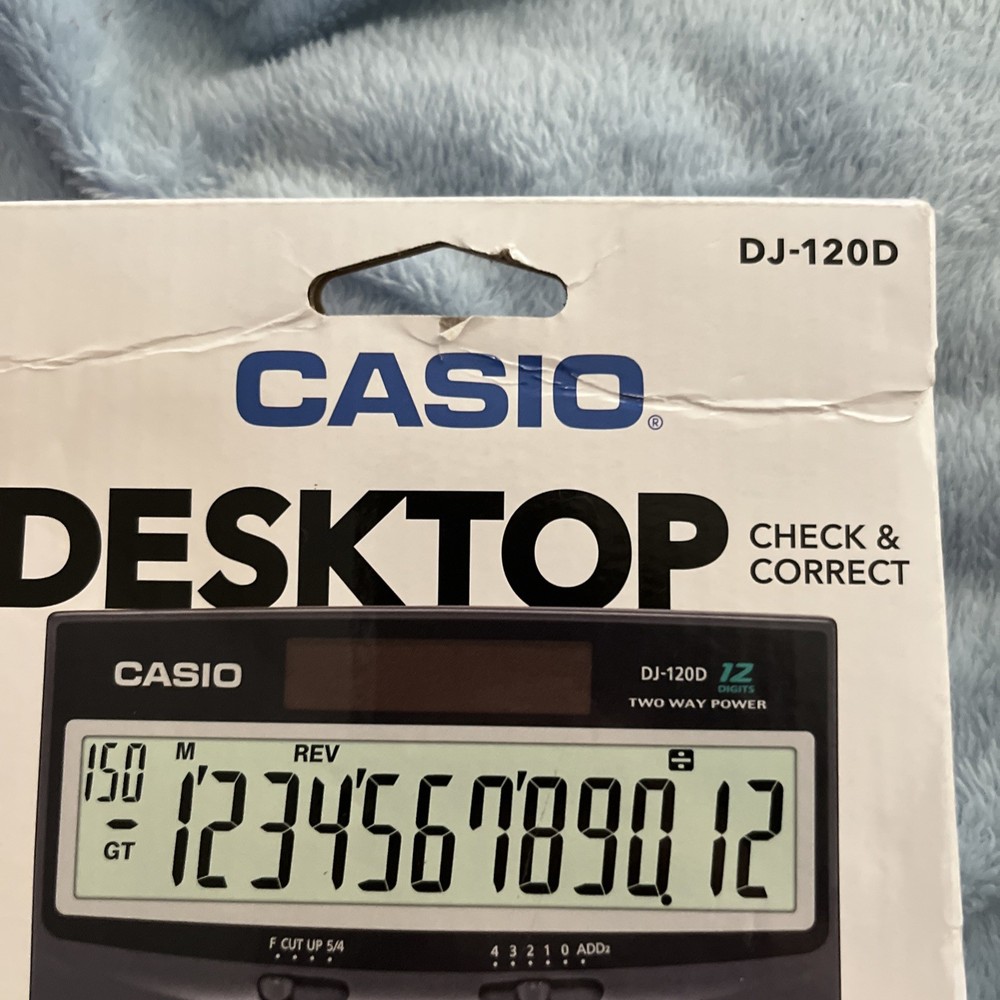 DJ-120D
CASIO®
DESKTOP
CHECK &
CORRECT
CASIO
DJ-120D 12
DIGITS
TWO WAY POWER
150 M REV ÷
1'234'567'890.12
− GT
F CUT UP 5/4
4 3 2 1 0 ADD2